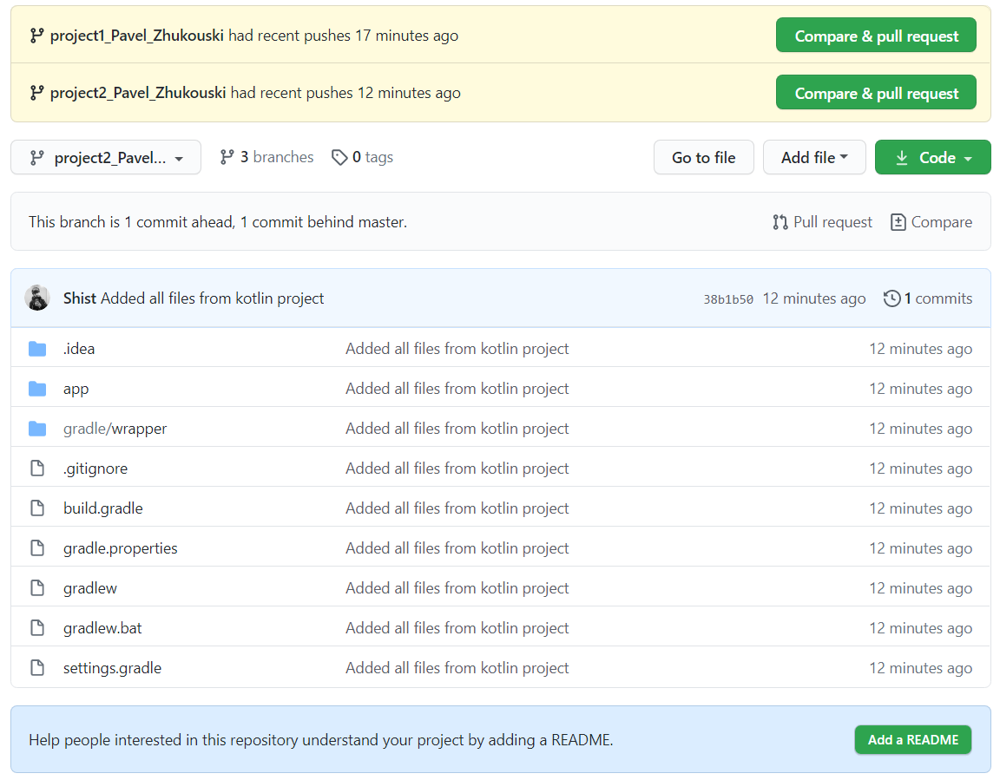 project1_Pavel_Zhukouski had recent pushes 17 minutes ago Compare & pull request
project2_Pavel_Zhukouski had recent pushes 12 minutes ago Compare & pull request
project2_Pavel... 3 branches 0 tags Go to file Add file Code
This branch is 1 commit ahead, 1 commit behind master. Pull request Compare
Shist Added all files from kotlin project 38b1b50 12 minutes ago 1 commits
.idea Added all files from kotlin project 12 minutes ago
app Added all files from kotlin project 12 minutes ago
gradle/wrapper Added all files from kotlin project 12 minutes ago
.gitignore Added all files from kotlin project 12 minutes ago
build.gradle Added all files from kotlin project 12 minutes ago
gradle.properties Added all files from kotlin project 12 minutes ago
gradlew Added all files from kotlin project 12 minutes ago
gradlew.bat Added all files from kotlin project 12 minutes ago
settings.gradle Added all files from kotlin project 12 minutes ago
Help people interested in this repository understand your project by adding a README. Add a README